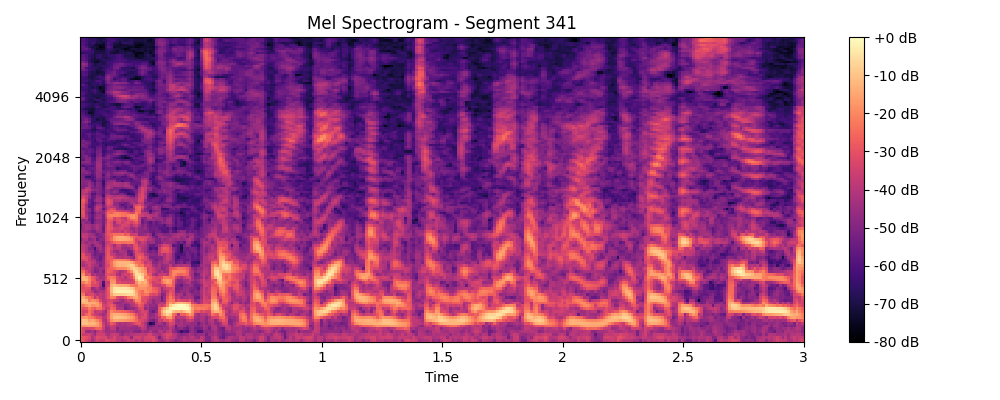 Mel Spectrogram - Segment 341
Frequency
4096
2048
1024
512
0
0
0.5
1
1.5
2
2.5
3
Time
+0 dB
-10 dB
-20 dB
-30 dB
-40 dB
-50 dB
-60 dB
-70 dB
-80 dB